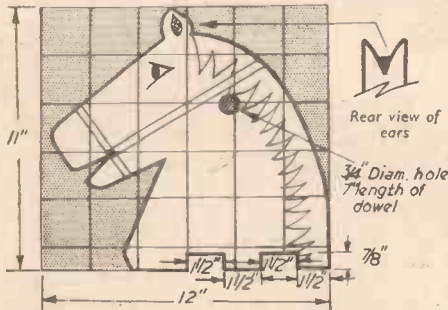 11"
Rear view of
ears
3/4" Diam. hole
7" length of
dowel
7/8"
1 1/2"
1 1/2"
1 1/2"
1 1/2"
12"